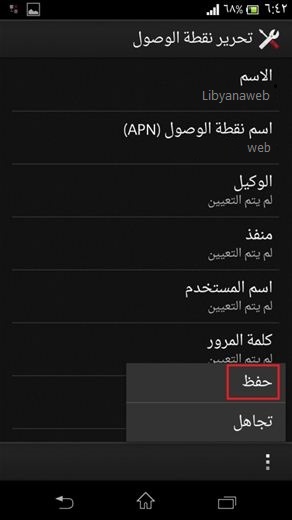 ٦٨% ٦:٤٢
تحرير نقطة الوصول
الاسم
Libyanaweb
اسم نقطة الوصول (APN)
web
الوكيل
لم يتم التعيين
منفذ
لم يتم التعيين
اسم المستخدم
لم يتم التعيين
كلمة المرور
لم يتم التعيين
حفظ
تجاهل